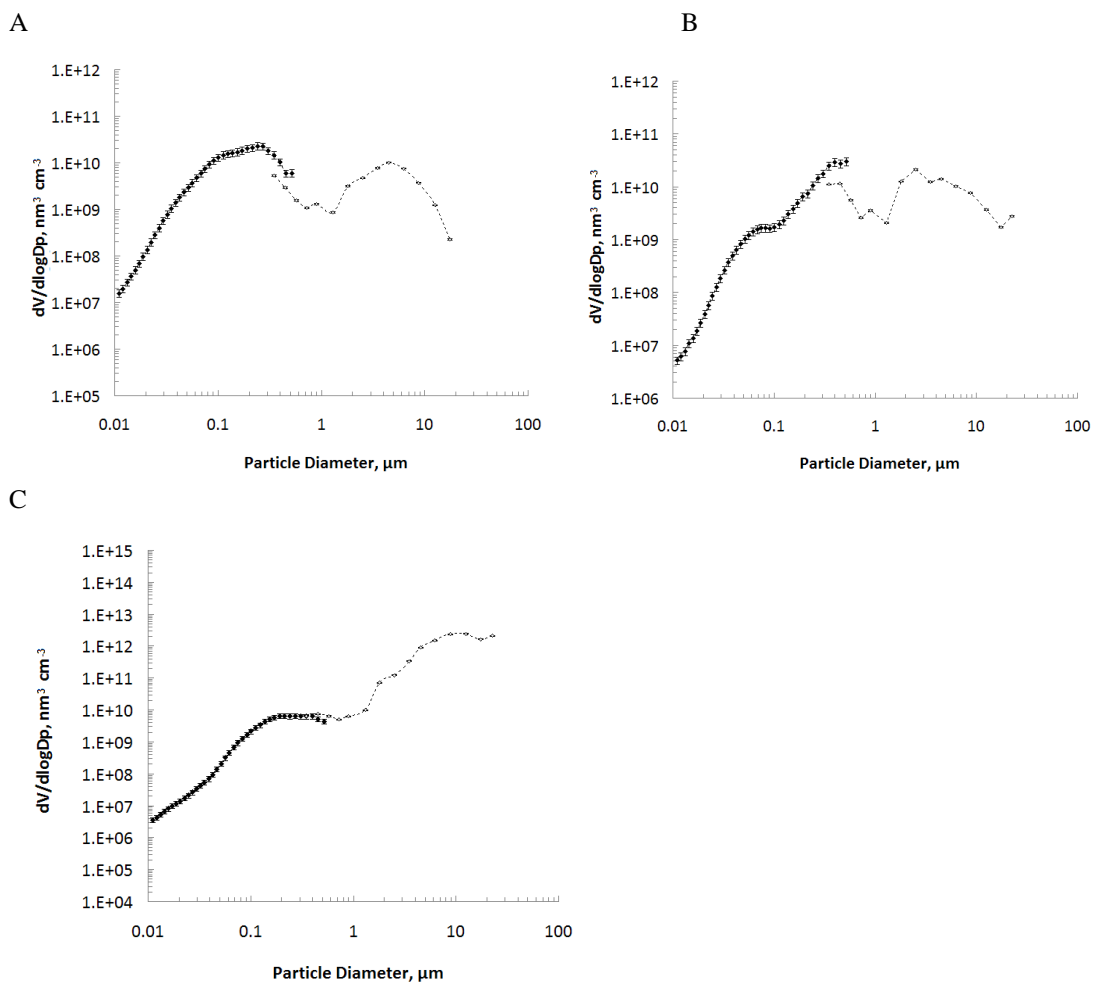 A
dV/dlogDp, nm³ cm⁻³
1.E+12
1.E+11
1.E+10
1.E+09
1.E+08
1.E+07
1.E+06
1.E+05
0.01 0.1 1 10 100
Particle Diameter, µm
B
dV/dlogDp, nm³ cm⁻³
1.E+12
1.E+11
1.E+10
1.E+09
1.E+08
1.E+07
1.E+06
0.01 0.1 1 10 100
Particle Diameter, µm
C
dV/dlogDp, nm³ cm⁻³
1.E+15
1.E+14
1.E+13
1.E+12
1.E+11
1.E+10
1.E+09
1.E+08
1.E+07
1.E+06
1.E+05
1.E+04
0.01 0.1 1 10 100
Particle Diameter, µm